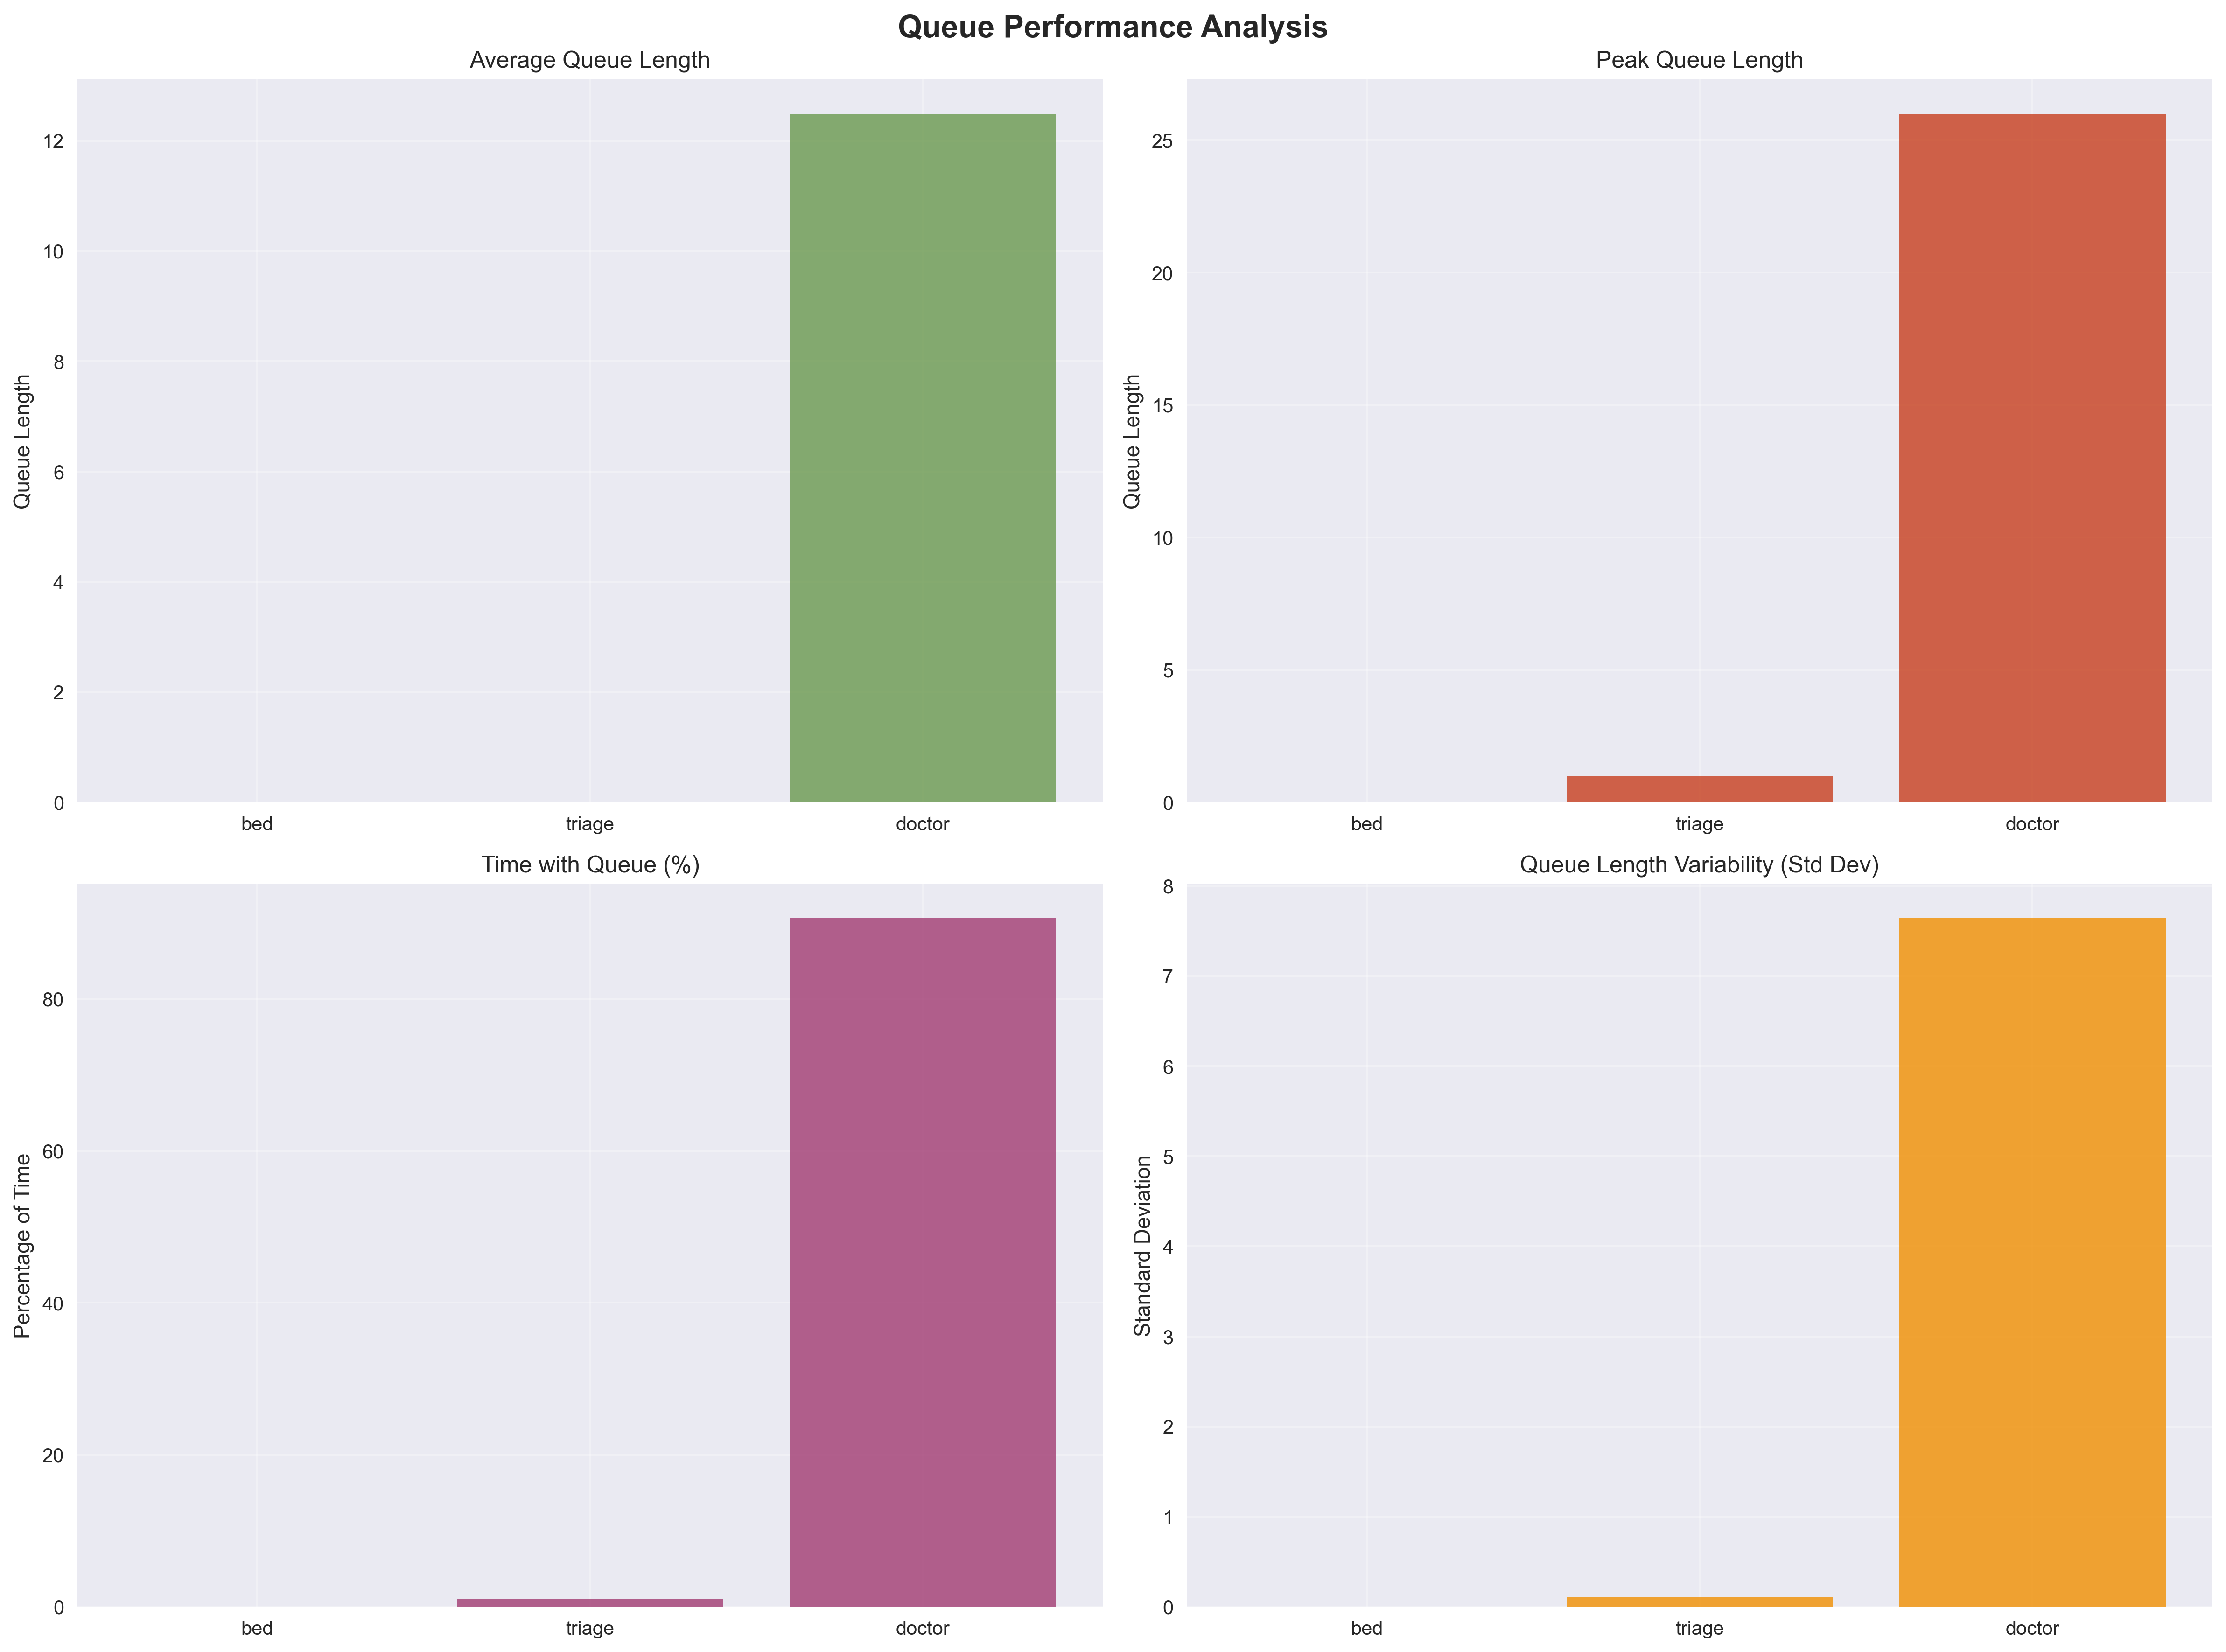 Queue Performance Analysis
Average Queue Length
Queue Length
12
10
8
6
4
2
0
bed triage doctor
Peak Queue Length
Queue Length
25
20
15
10
5
0
bed triage doctor
Time with Queue (%)
Percentage of Time
80
60
40
20
0
bed triage doctor
Queue Length Variability (Std Dev)
Standard Deviation
8
7
6
5
4
3
2
1
0
bed triage doctor